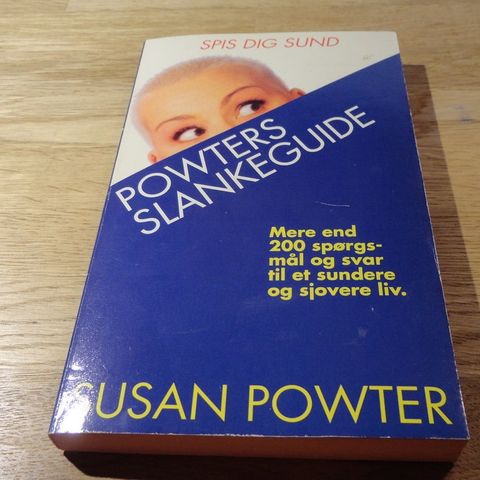 SPIS DIG SUND
POWTERS
SLANKEGUIDE
Mere end
200 spørgs-
mål og svar
til et sundere
og sjovere liv.
SUSAN POWTER